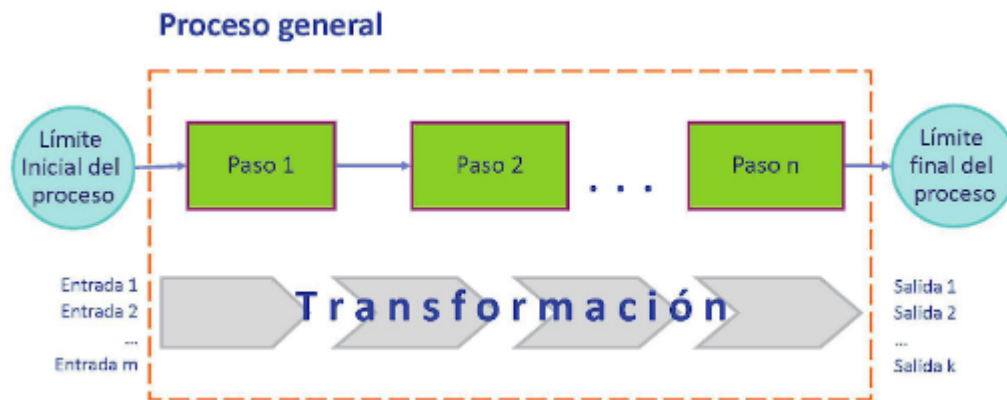 Proceso general
Límite
Inicial del
proceso
Paso 1
Paso 2
. . .
Paso n
Límite
final del
proceso
Entrada 1
Entrada 2
...
Entrada m
Transformación
Salida 1
Salida 2
...
Salida k